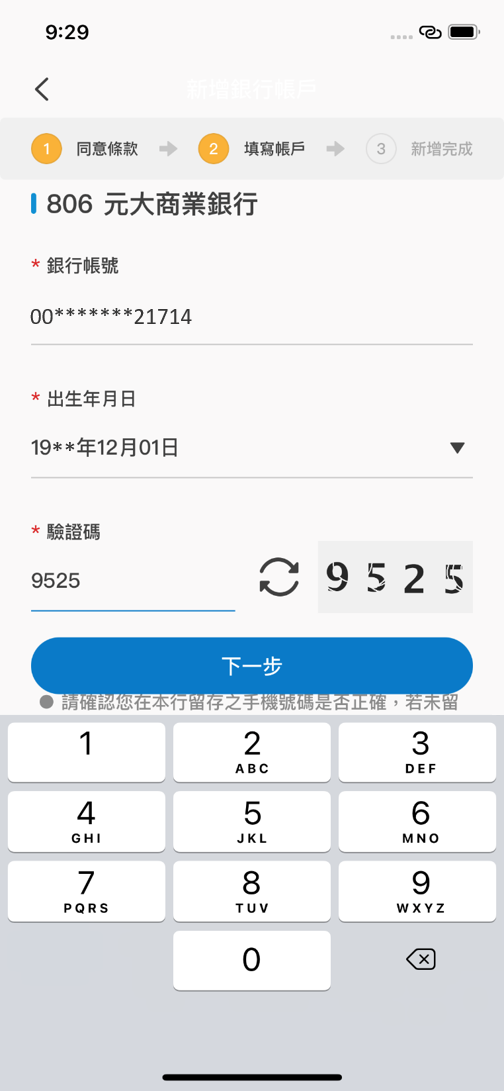 9:29
新增銀行帳戶
1 同意條款 2 填寫帳戶 3 新增完成
806 元大商業銀行
* 銀行帳號
00*******21714
* 出生年月日
19**年12月01日
* 驗證碼
9525 9525
下一步
● 請確認您在本行留存之手機號碼是否正確，若未留
1 2 3
ABC DEF
4 5 6
GHI JKL MNO
7 8 9
PQRS TUV WXYZ
0